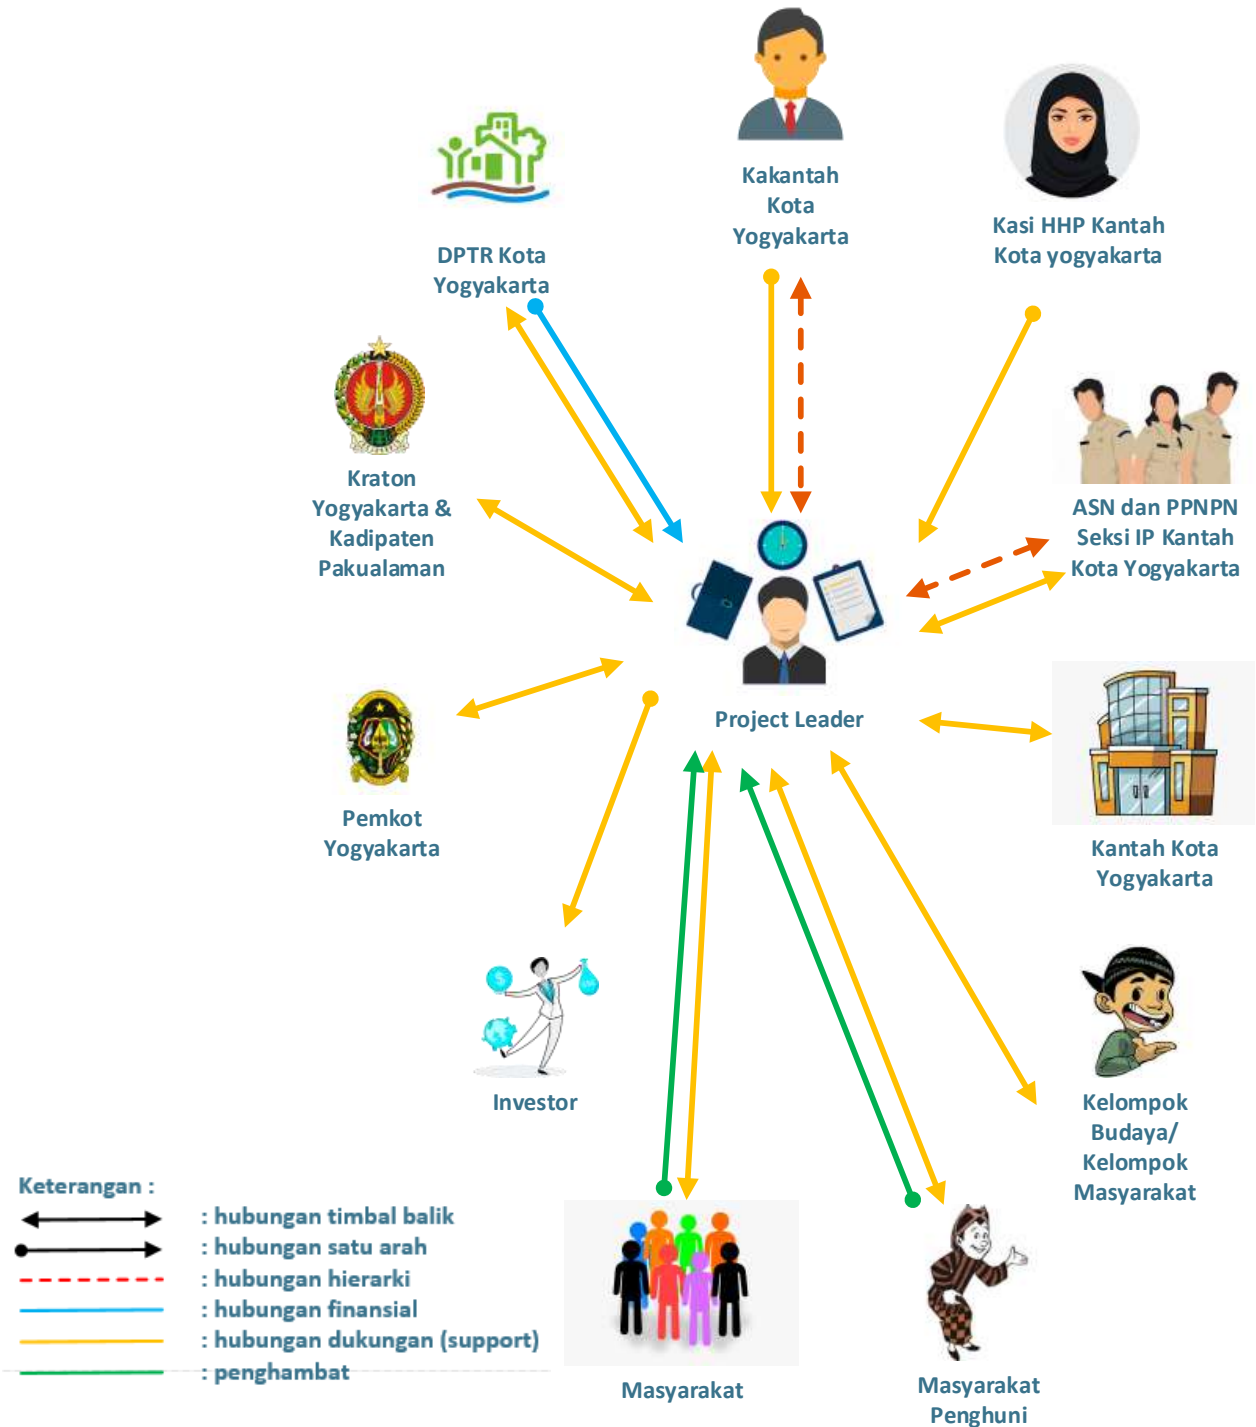 Kakantah
Kota
Yogyakarta
Kasi HHP Kantah
Kota yogyakarta
DPTR Kota
Yogyakarta
Kraton
Yogyakarta &
Kadipaten
Pakualaman
ASN dan PPNPN
Seksi IP Kantah
Kota Yogyakarta
Project Leader
Pemkot
Yogyakarta
Kantah Kota
Yogyakarta
Investor
Kelompok
Budaya/
Kelompok
Masyarakat
Masyarakat
Masyarakat
Penghuni
Keterangan :
: hubungan timbal balik
: hubungan satu arah
: hubungan hierarki
: hubungan finansial
: hubungan dukungan (support)
: penghambat